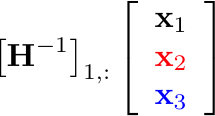 [𝐇⁻¹]₁,: [ 𝐱₁
𝐱₂
𝐱₃ ]